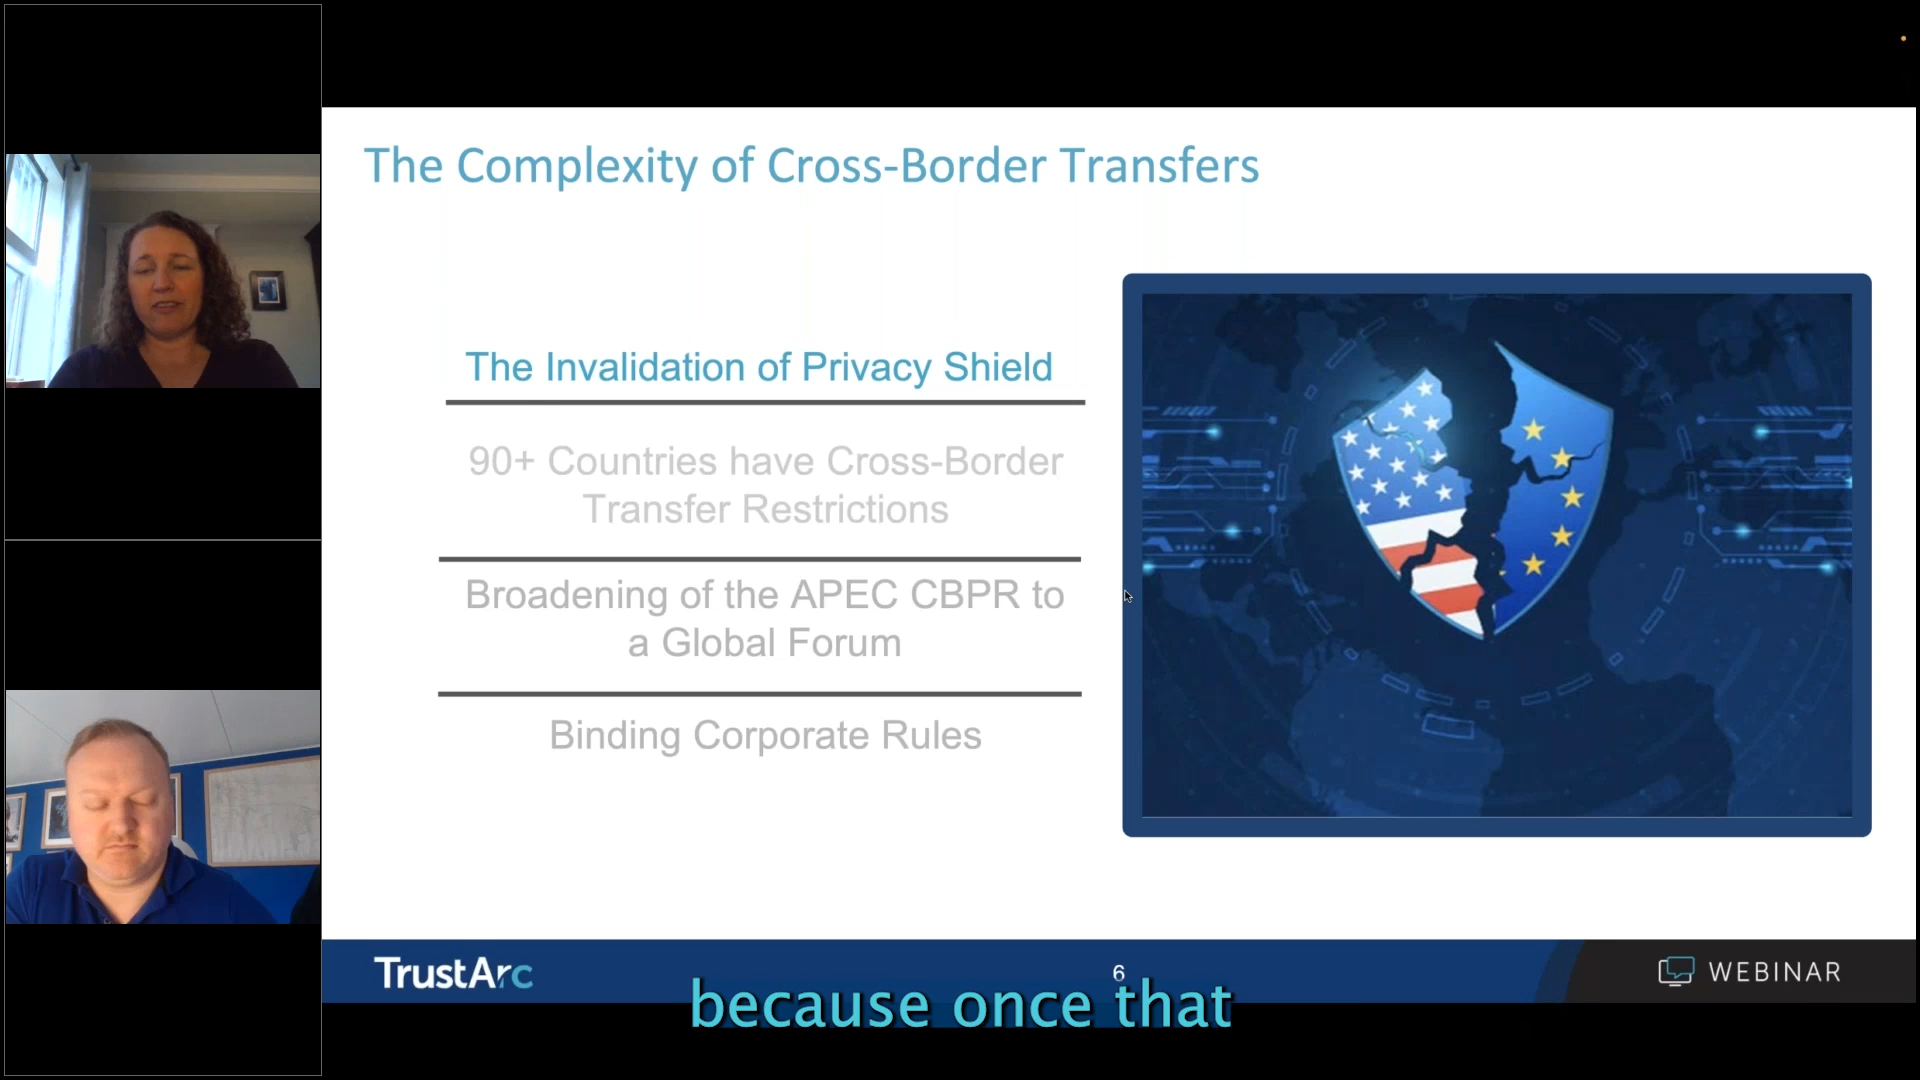 The Complexity of Cross-Border Transfers
The Invalidation of Privacy Shield
90+ Countries have Cross-Border
Transfer Restrictions
Broadening of the APEC CBPR to
a Global Forum
Binding Corporate Rules
TrustArc
6
WEBINAR
because once that